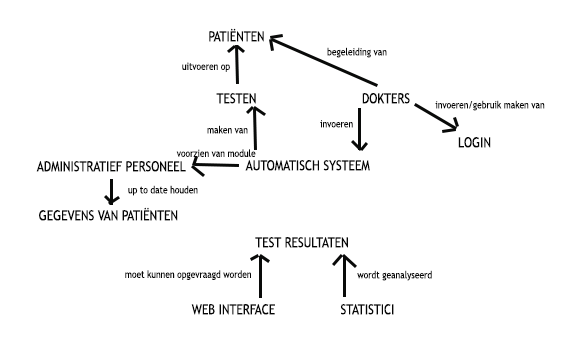 PATIËNTEN
begeleiding van
uitvoeren op
TESTEN
DOKTERS
invoeren/gebruik maken van
maken van
invoeren
LOGIN
voorzien van module
ADMINISTRATIEF PERSONEEL
AUTOMATISCH SYSTEEM
up to date houden
GEGEVENS VAN PATIËNTEN
TEST RESULTATEN
moet kunnen opgevraagd worden
wordt geanalyseerd
WEB INTERFACE
STATISTICI